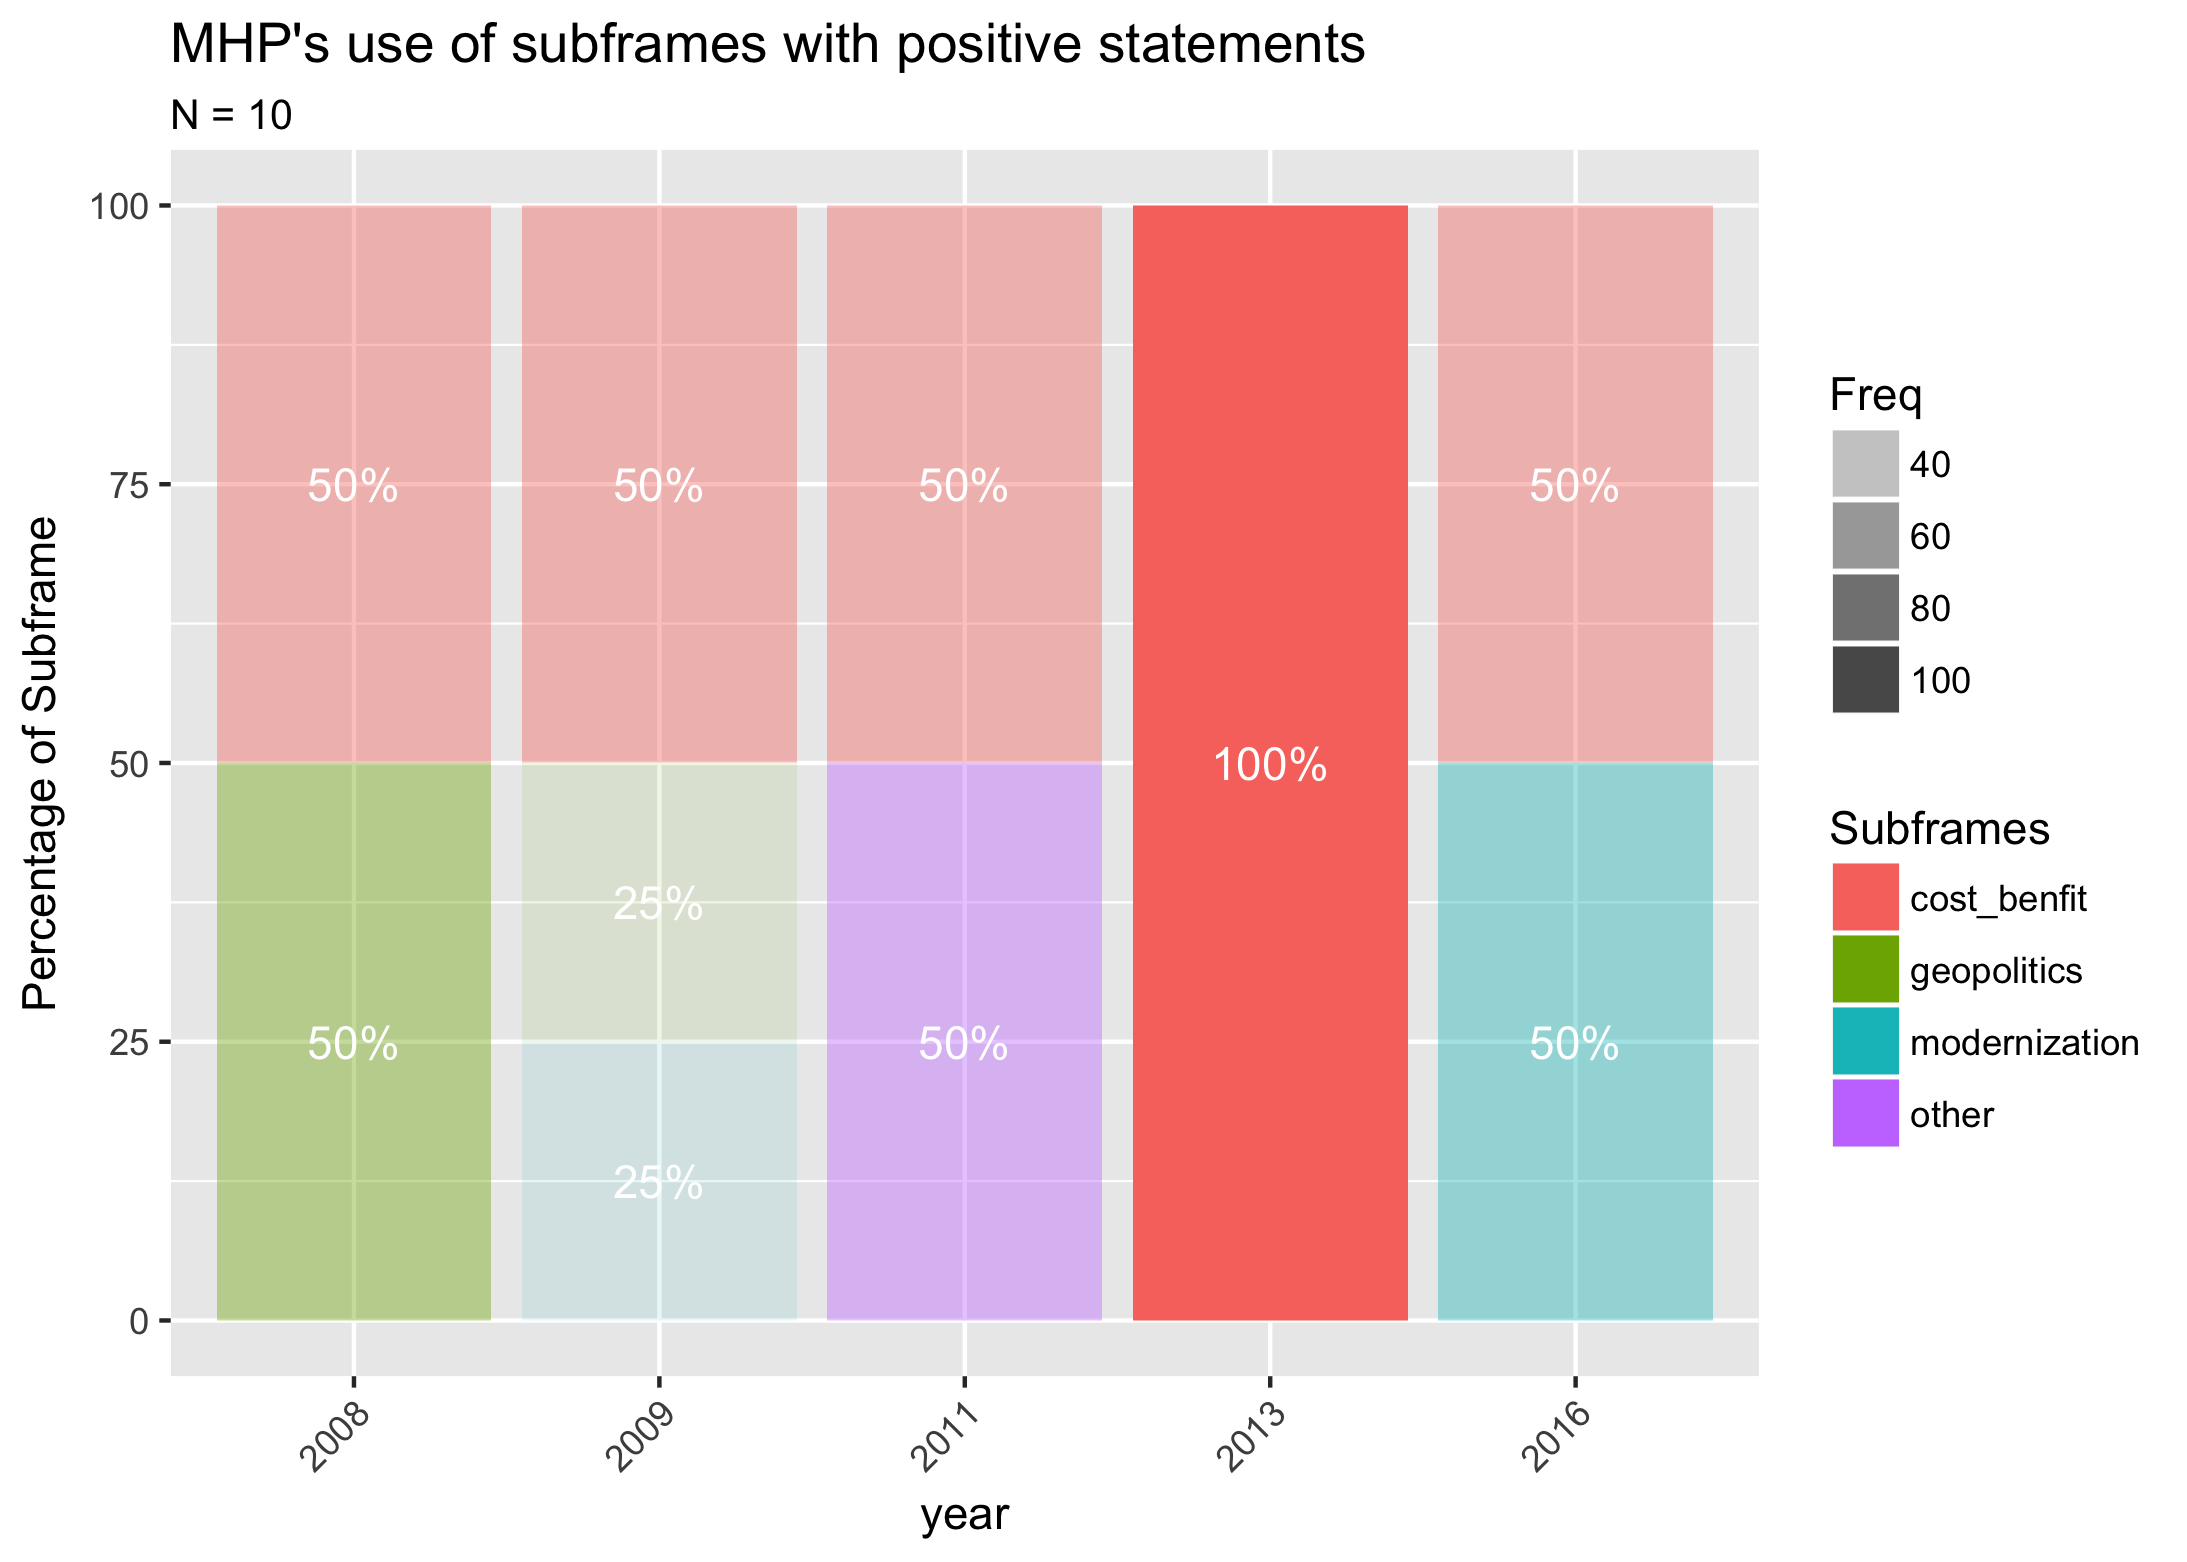 MHP's use of subframes with positive statements
N = 10
Percentage of Subframe
100
75
50
25
0
50%
50%
50%
50%
100%
25%
50%
50%
50%
25%
2008
2009
2011
2013
2016
year
Freq
40
60
80
100
Subframes
cost_benfit
geopolitics
modernization
other